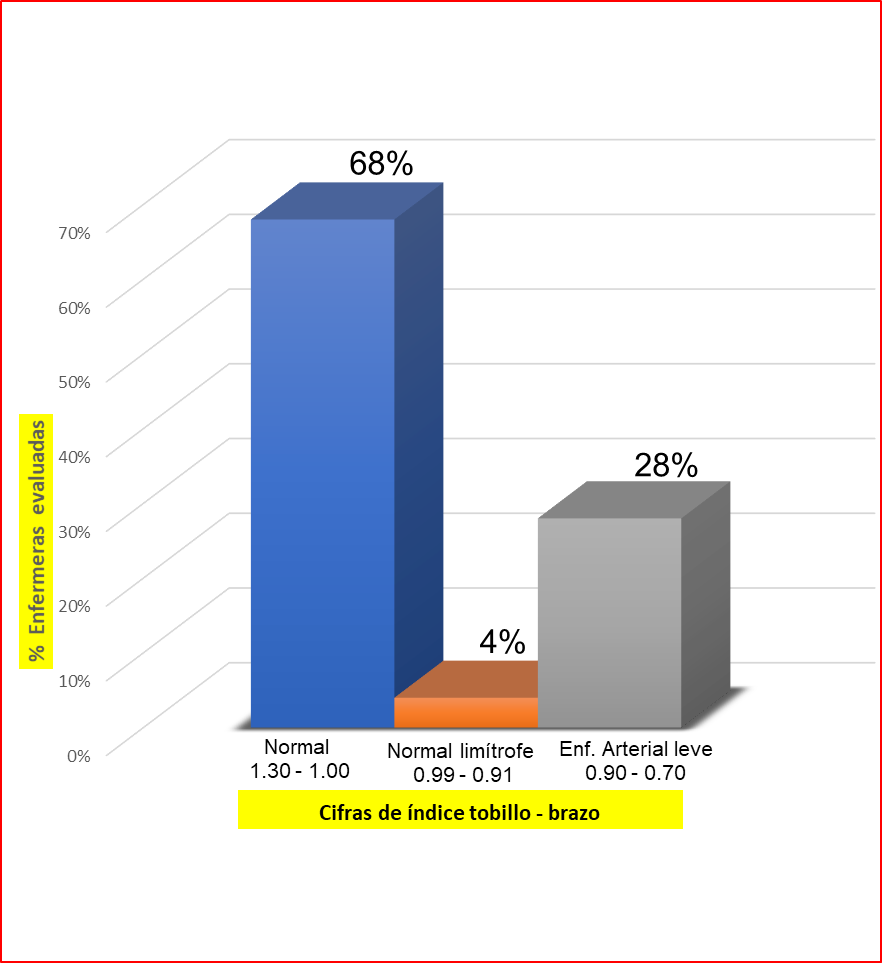 68%
70%
60%
50%
40%
30%
20%
10%
0%
% Enfermeras evaluadas
28%
4%
Normal
1.30 - 1.00
Normal limítrofe
0.99 - 0.91
Enf. Arterial leve
0.90 - 0.70
Cifras de índice tobillo - brazo